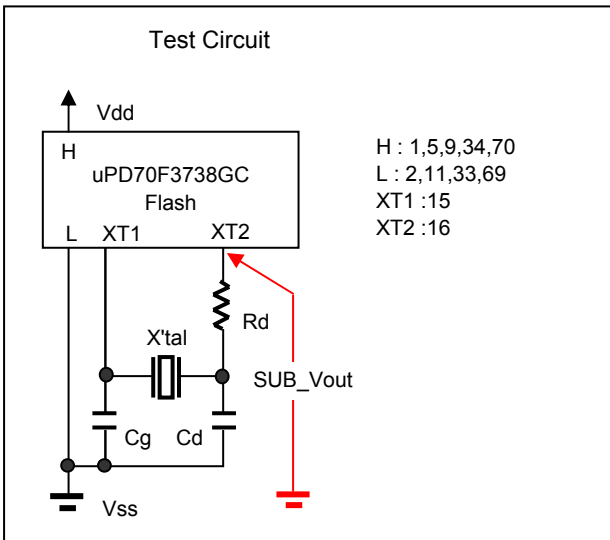 Test Circuit
Vdd
H
uPD70F3738GC
Flash
L XT1 XT2
H : 1,5,9,34,70
L : 2,11,33,69
XT1 :15
XT2 :16
Rd
X'tal
SUB_Vout
Cg Cd
Vss